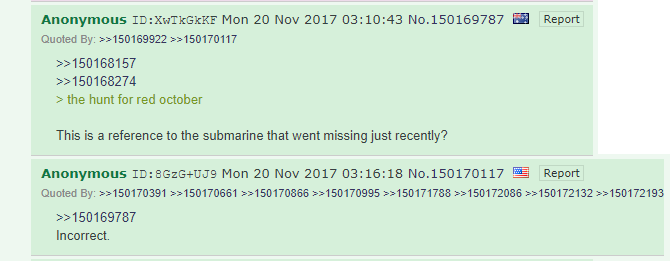 Anonymous ID:XwTkGkKF Mon 20 Nov 2017 03:10:43 No.150169787 Report
Quoted By: >>150169922 >>150170117
>>150168157
>>150168274
> the hunt for red october
This is a reference to the submarine that went missing just recently?
Anonymous ID:8GzG+UJ9 Mon 20 Nov 2017 03:16:18 No.150170117 Report
Quoted By: >>150170391 >>150170661 >>150170866 >>150170995 >>150171788 >>150172086 >>150172132 >>150172193
>>150169787
Incorrect.